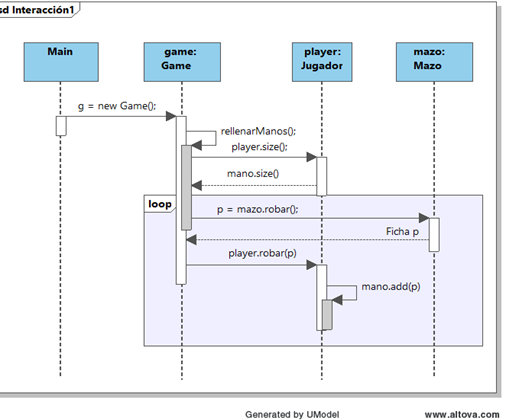 sd Interacción1
Main
game:
Game
player:
Jugador
mazo:
Mazo
g = new Game();
rellenarManos();
player.size();
mano.size()
loop
p = mazo.robar();
Ficha p
player.robar(p)
mano.add(p)
Generated by UModel
www.altova.com